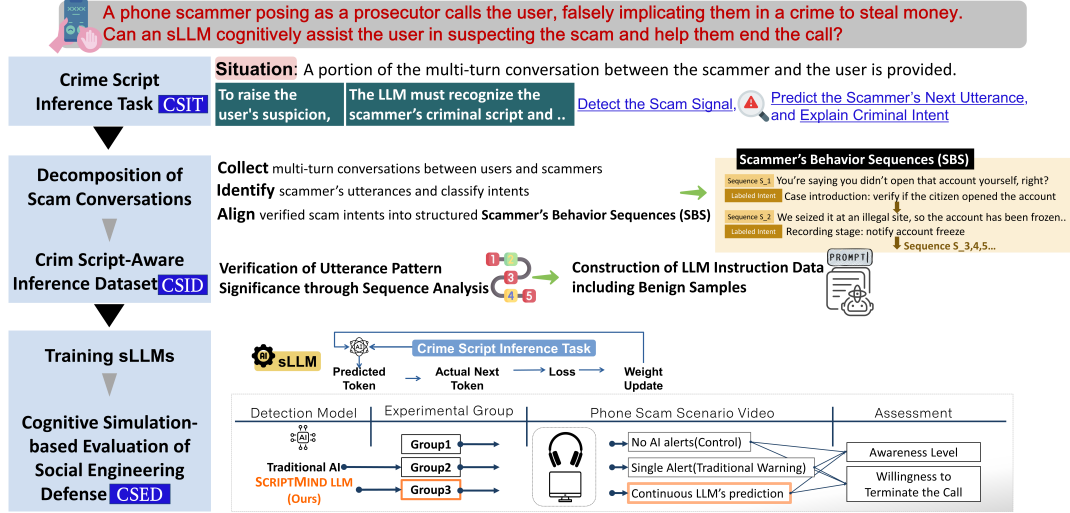 A phone scammer posing as a prosecutor calls the user, falsely implicating them in a crime to steal money.
Can an sLLM cognitively assist the user in suspecting the scam and help them end the call?
Crime Script
Inference Task CSIT
Situation: A portion of the multi-turn conversation between the scammer and the user is provided.
To raise the
user's suspicion,
The LLM must recognize the
scammer's criminal script and ..
Detect the Scam Signal,
Predict the Scammer's Next Utterance,
and Explain Criminal Intent
Decomposition of
Scam Conversations
Collect multi-turn conversations between users and scammers
Identify scammer's utterances and classify intents
Align verified scam intents into structured Scammer's Behavior Sequences (SBS)
Scammer's Behavior Sequences (SBS)
Sequence S_1 You're saying you didn't open that account yourself, right?
Labeled Intent Case introduction: verify if the citizen opened the account
Sequence S_2 We seized it at an illegal site, so the account has been frozen..
Labeled Intent Recording stage: notify account freeze
Sequence S_3,4,5...
Crim Script-Aware
Inference Dataset CSID
Verification of Utterance Pattern
Significance through Sequence Analysis
1 2
3
4 5
Construction of LLM Instruction Data
including Benign Samples
PROMPT
Training sLLMs
AI sLLM
AI
Crime Script Inference Task
Predicted
Token
Actual Next
Token
Loss
Weight
Update
Cognitive Simulation-
based Evaluation of
Social Engineering
Defense CSED
Detection Model
Experimental Group
Phone Scam Scenario Video
Assessment
AI
Traditional AI
SCRIPTMIND LLM
(Ours)
Group1
Group2
Group3
No AI alerts(Control)
Single Alert(Traditional Warning)
Continuous LLM's prediction
Awareness Level
Willingness to
Terminate the Call